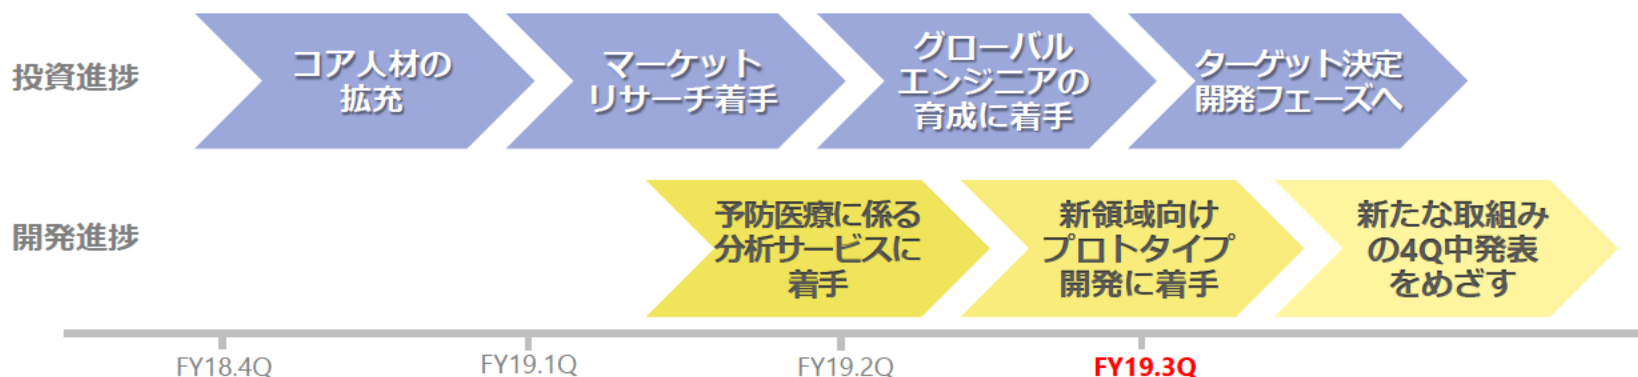 投資進捗
コア人材の
拡充
マーケット
リサーチ着手
グローバル
エンジニアの
育成に着手
ターゲット決定
開発フェーズへ
開発進捗
予防医療に係る
分析サービスに
着手
新領域向け
プロトタイプ
開発に着手
新たな取組み
の4Q中発表
をめざす
FY18.4Q
FY19.1Q
FY19.2Q
FY19.3Q